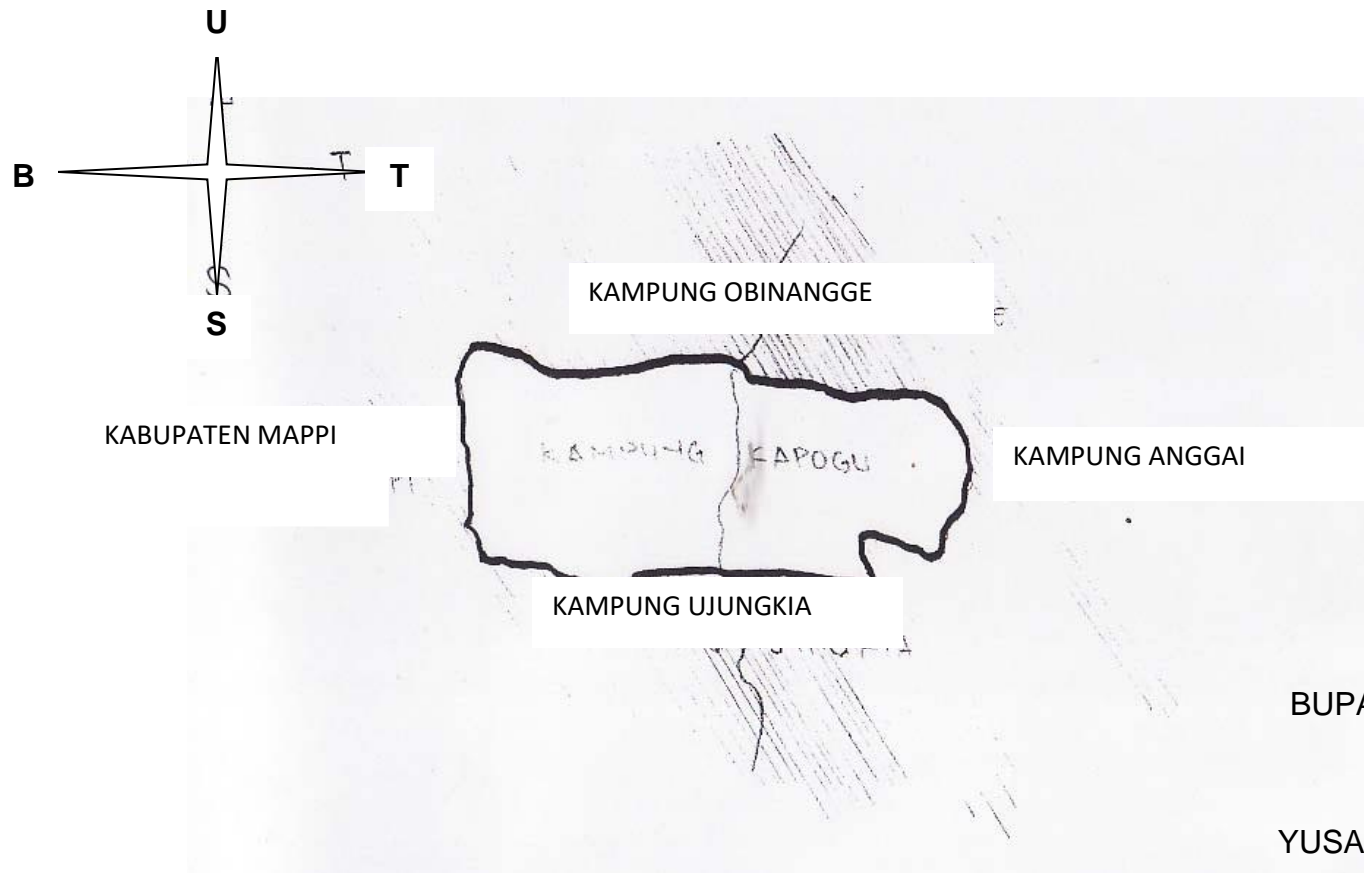 U
B
T
T
S
S
KAMPUNG OBINANGGE
E
KABUPATEN MAPPI
KAMPUNG KAPOGU
KAMPUNG ANGGAI
KAMPUNG UJUNGKIA
BUPA
YUSA